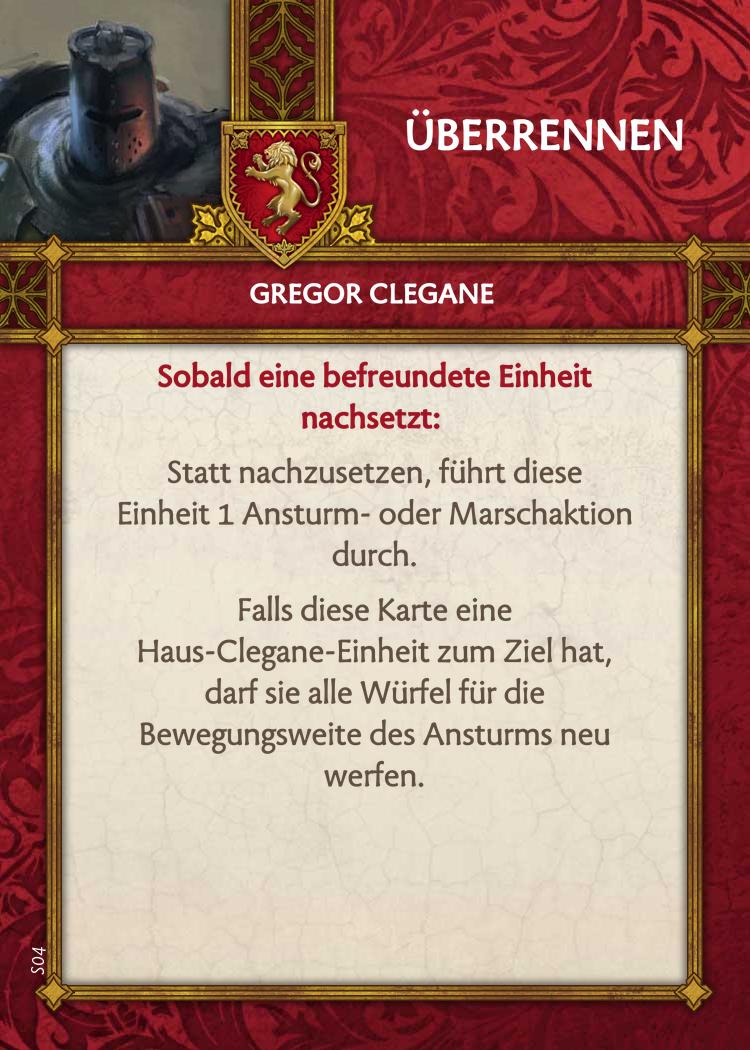 ÜBERRENNEN
GREGOR CLEGANE
Sobald eine befreundete Einheit
nachsetzt:
Statt nachzusetzen, führt diese
Einheit 1 Ansturm- oder Marschaktion
durch.
Falls diese Karte eine
Haus-Clegane-Einheit zum Ziel hat,
darf sie alle Würfel für die
Bewegungsweite des Ansturms neu
werfen.
S04